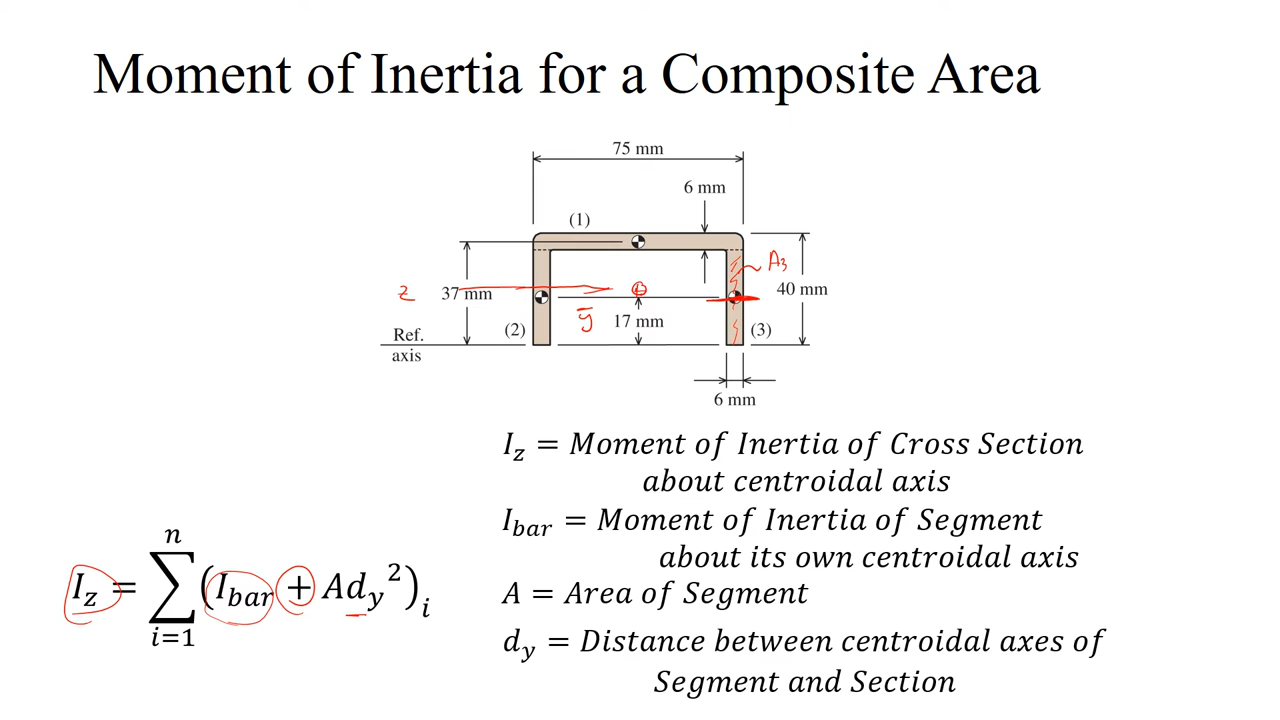 Moment of Inertia for a Composite Area
75 mm
6 mm
(1)
A₃
z
37 mm
40 mm
ȳ
17 mm
(2)
(3)
Ref.
axis
6 mm
I_z = Moment of Inertia of Cross Section
about centroidal axis
I_bar = Moment of Inertia of Segment
about its own centroidal axis
I_z = ∑_{i=1}^{n} (I_bar + Ad_y²)_i
A = Area of Segment
d_y = Distance between centroidal axes of
Segment and Section